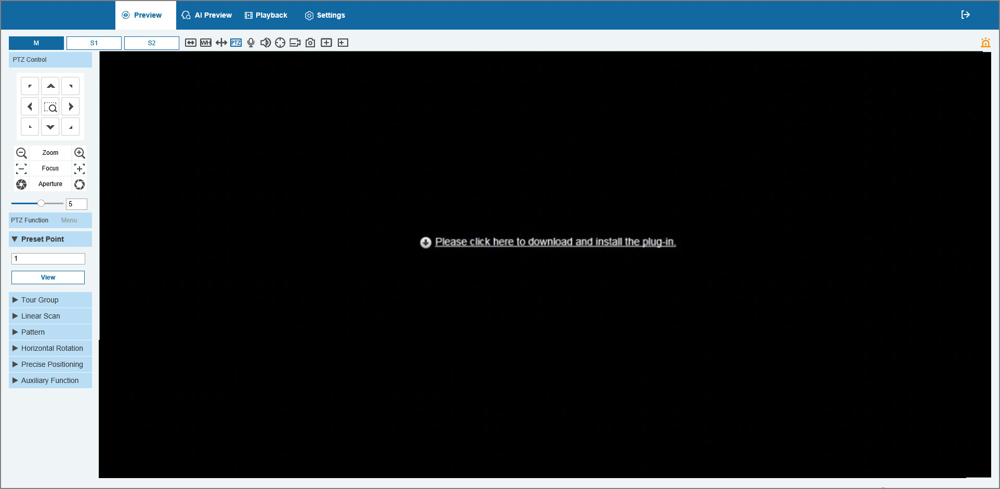 Preview AI Preview Playback Settings
M S1 S2 WH PTZ
PTZ Control
Zoom
Focus
Aperture
5
PTZ Function Menu
Preset Point
1
View
Tour Group
Linear Scan
Pattern
Horizontal Rotation
Precise Positioning
Auxiliary Function
Please click here to download and install the plug-in.